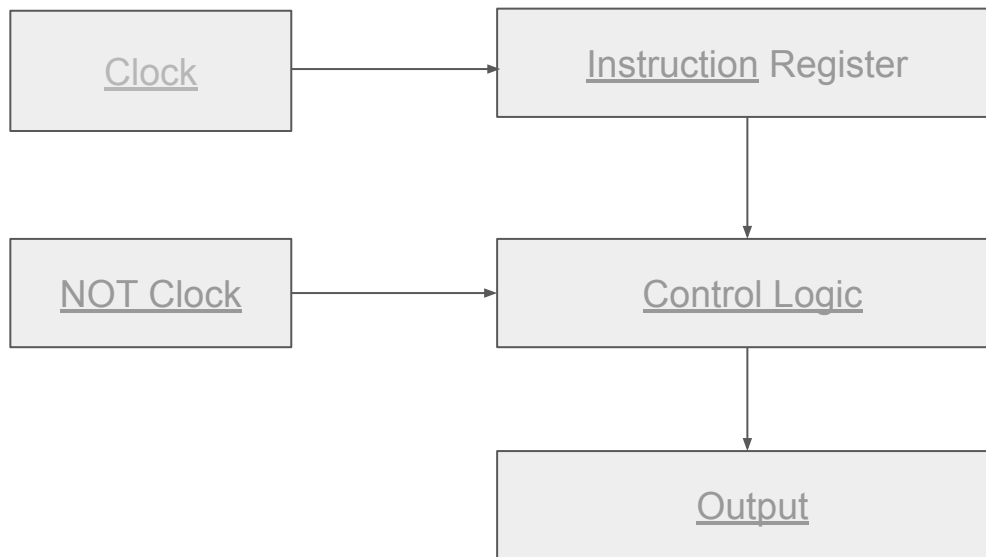 Clock
Instruction Register
NOT Clock
Control Logic
Output